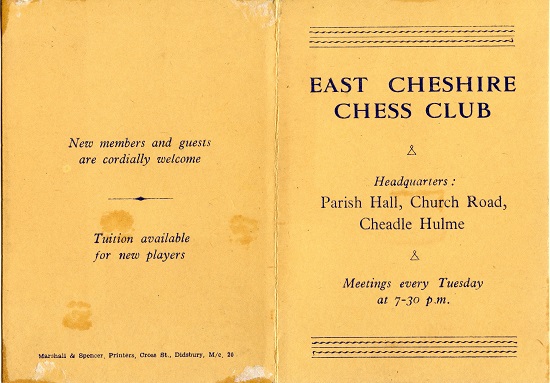 New members and guests
are cordially welcome
Tuition available
for new players
Marshall & Spencer, Printers, Cross St., Didsbury, M/c, 20
EAST CHESHIRE
CHESS CLUB
Headquarters :
Parish Hall, Church Road,
Cheadle Hulme
Meetings every Tuesday
at 7-30 p.m.